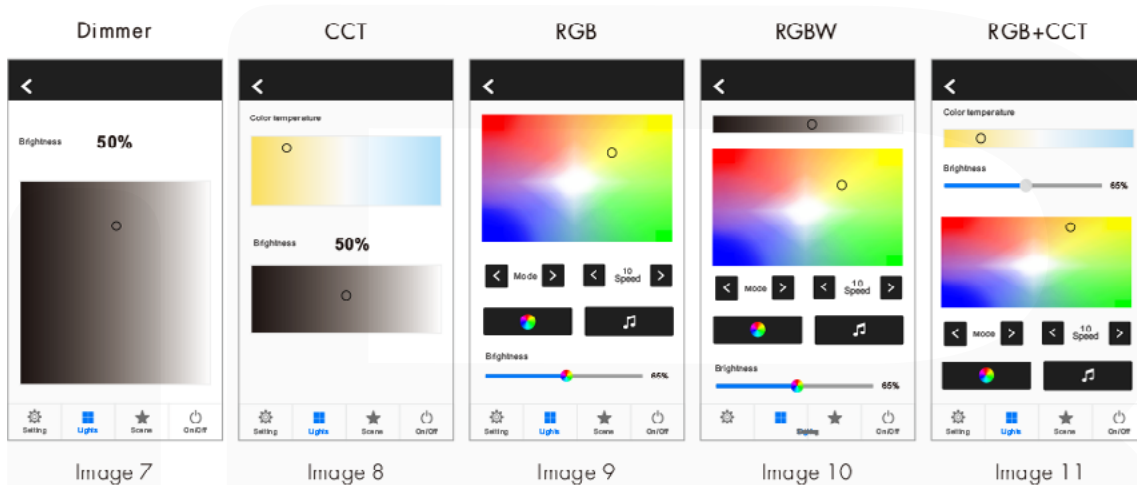 Dimmer
Brightness 50%
Setting Lights Scene On/Off
Image 7
CCT
Color temperature
Brightness 50%
Setting Lights Scene On/Off
Image 8
RGB
< Mode > < 10 Speed >
Brightness
65%
Setting Lights Scene On/Off
Image 9
RGBW
< MODE > < 10 Speed >
Brightness
65%
Setting On/Off
Image 10
RGB+CCT
Color temperature
Brightness
65%
< MODE > < 10 Speed >
Setting Lights Scene On/Off
Image 11